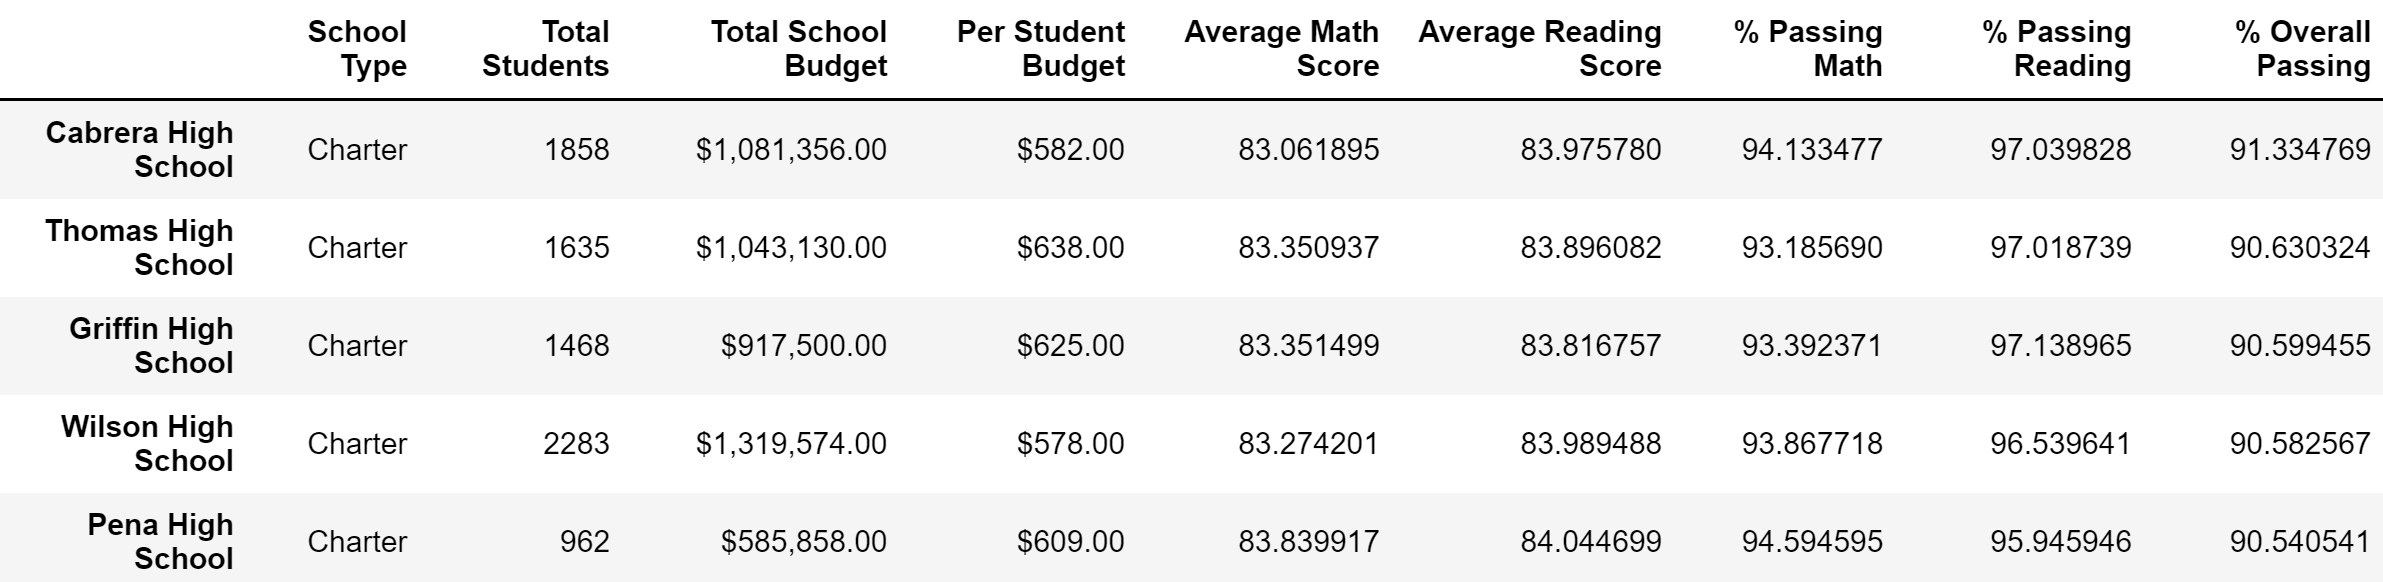 School Type Total Students Total School Budget Per Student Budget Average Math Score Average Reading Score % Passing Math % Passing Reading % Overall Passing
Cabrera High School Charter 1858 $1,081,356.00 $582.00 83.061895 83.975780 94.133477 97.039828 91.334769
Thomas High School Charter 1635 $1,043,130.00 $638.00 83.350937 83.896082 93.185690 97.018739 90.630324
Griffin High School Charter 1468 $917,500.00 $625.00 83.351499 83.816757 93.392371 97.138965 90.599455
Wilson High School Charter 2283 $1,319,574.00 $578.00 83.274201 83.989488 93.867718 96.539641 90.582567
Pena High School Charter 962 $585,858.00 $609.00 83.839917 84.044699 94.594595 95.945946 90.540541